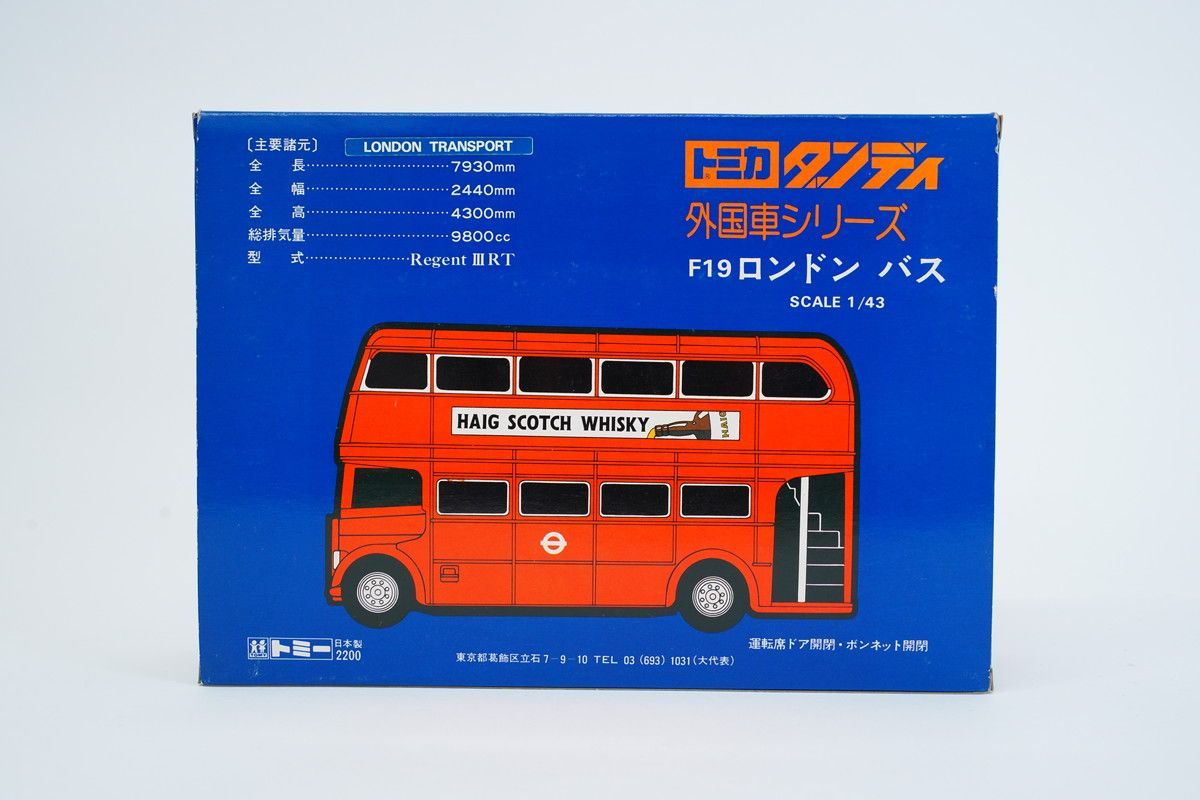 〔主要諸元〕 LONDON TRANSPORT
全長…………………………7930mm
全幅…………………………2440mm
全高…………………………4300mm
総排気量…………………………9800cc
型式…………………Regent ⅢRT
トミカ® ダンディ
外国車シリーズ
F19 ロンドン バス
SCALE 1/43
HAIG SCOTCH WHISKY
HAIG
TOMY トミー 日本製
2200
東京都葛飾区立石7-9-10 TEL 03 (693) 1031 (大代表)
運転席ドア開閉・ボンネット開閉